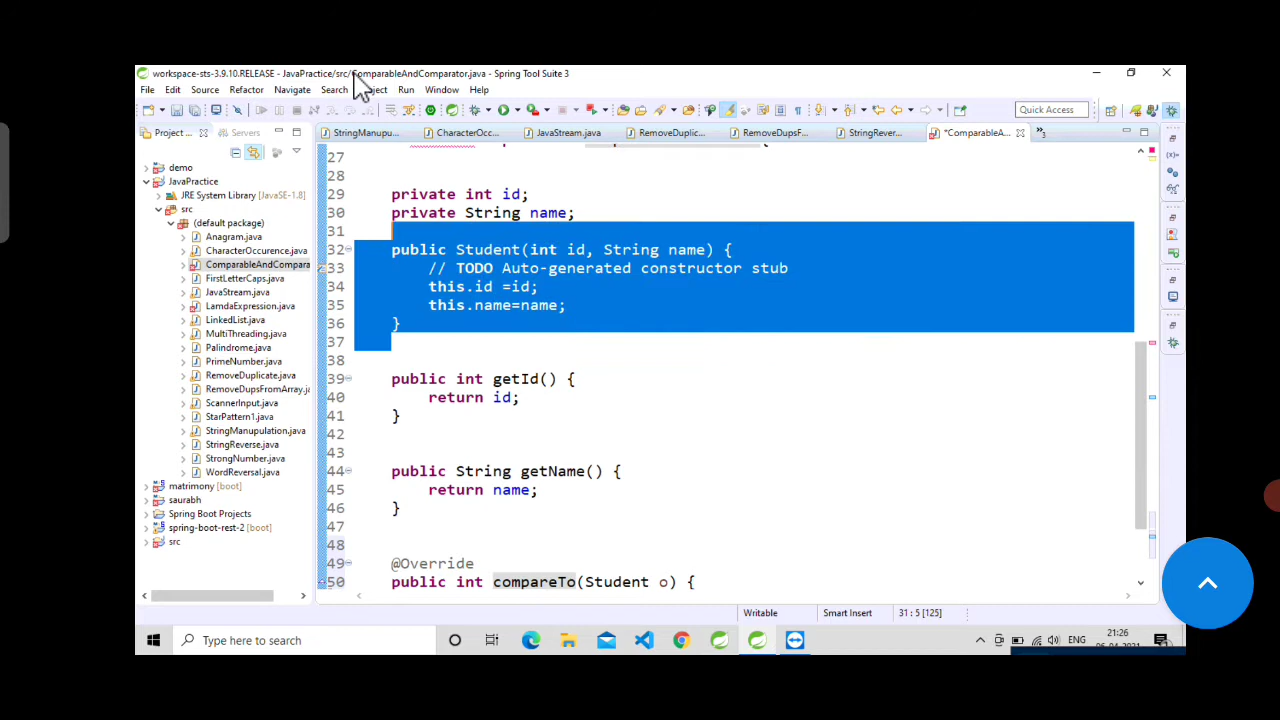 workspace-sts-3.9.10.RELEASE - JavaPractice/src/ComparableAndComparator.java - Spring Tool Suite 3
File Edit Source Refactor Navigate Search Project Run Window Help
Quick Access
Project ... Servers
StringManupu... CharacterOcc... JavaStream.java RemoveDuplic... RemoveDupsF... StringRever... *ComparableA...
demo
JavaPractice
JRE System Library [JavaSE-1.8]
src
(default package)
Anagram.java
CharacterOccurence.java
ComparableAndCompara
FirstLetterCaps.java
JavaStream.java
LamdaExpression.java
LinkedList.java
MultiThreading.java
Palindrome.java
PrimeNumber.java
RemoveDuplicate.java
RemoveDupsFromArray.ja
ScannerInput.java
StarPattern1.java
StringManupulation.java
StringReverse.java
StrongNumber.java
WordReversal.java
matrimony [boot]
saurabh
Spring Boot Projects
spring-boot-rest-2 [boot]
src
27
28
29 private int id;
30 private String name;
31
32 public Student(int id, String name) {
33 // TODO Auto-generated constructor stub
34 this.id =id;
35 this.name=name;
36 }
37
38
39 public int getId() {
40 return id;
41 }
42
43
44 public String getName() {
45 return name;
46 }
47
48
49 @Override
50 public int compareTo(Student o) {
Writable Smart Insert 31 : 5 [125]
Type here to search
ENG
21:26
06-04-2021